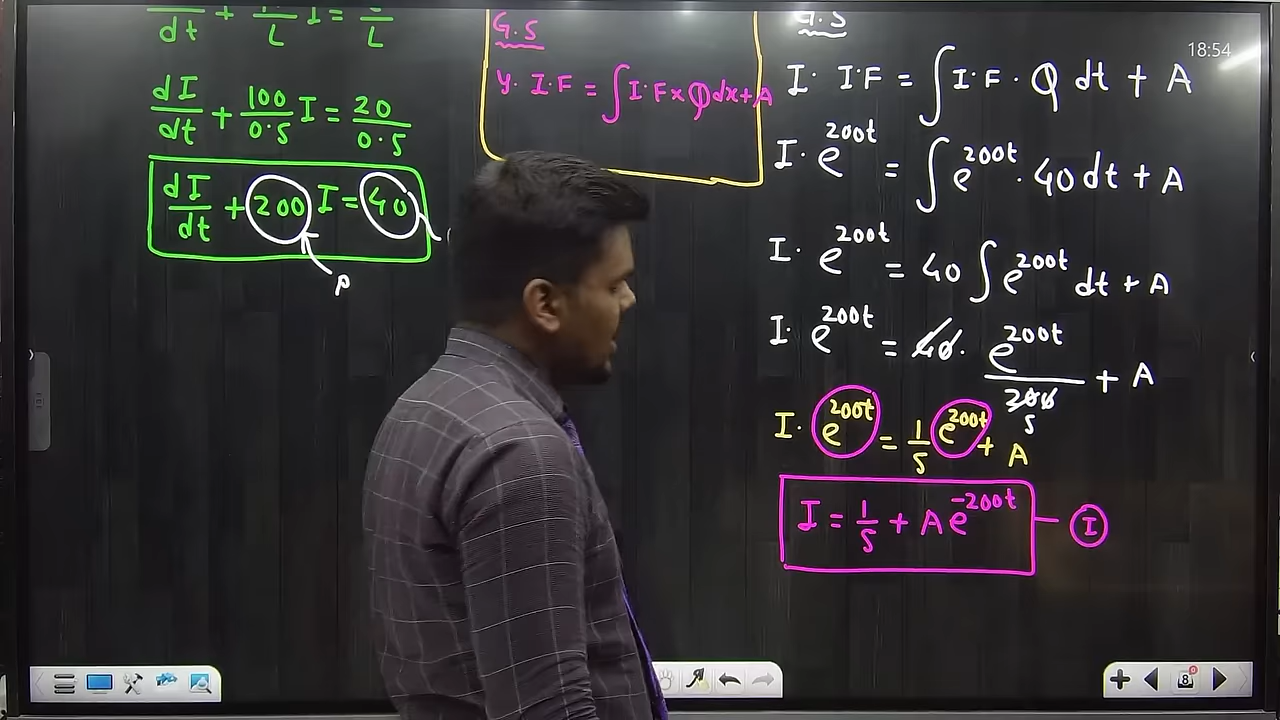 dt + L I = L
dI/dt + 100/0.5 I = 20/0.5
dI/dt + 200 I = 40
P
G.S
y. I.F = ∫ I.F x Q dx + A
G.S
18:54
I. I.F = ∫ I.F . Q dt + A
I. e^200t = ∫ e^200t . 40 dt + A
I. e^200t = 40 ∫ e^200t dt + A
I. e^200t = 40. e^200t/200 + A
5
I. e^200t = 1/5 e^200t + A
I = 1/5 + A e^-200t — I
8